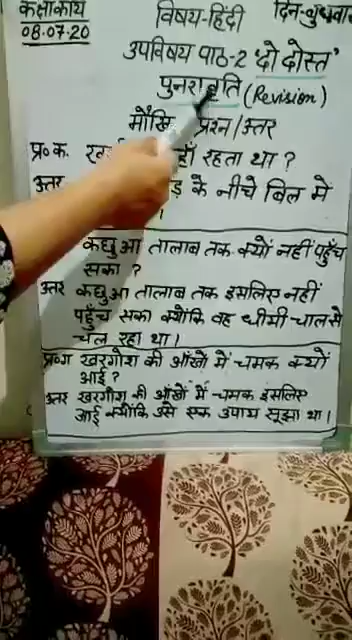 कक्षाकार्य विषय-हिंदी दिन-बुधवार
08.07.20
उपविषय पाठ-2 'दो दोस्त'
पुनरावृति (Revision)
मौखि प्रश्न/उत्तर
प्र० क. रहता था ?
उत्तर के नीचे बिल में
।
कछुआ तालाब तक क्यों नहीं पहुँच
सका ?
उत्तर कछुआ तालाब तक इसलिए नहीं
पहुँच सका क्योंकि वह धीमी चाल से
चल रहा था।
प्र० ग खरगोश की आँखों में चमक क्यों
आई ?
उत्तर खरगोश की आँखों में चमक इसलिए
आई क्योंकि उसे एक उपाय सूझा था।